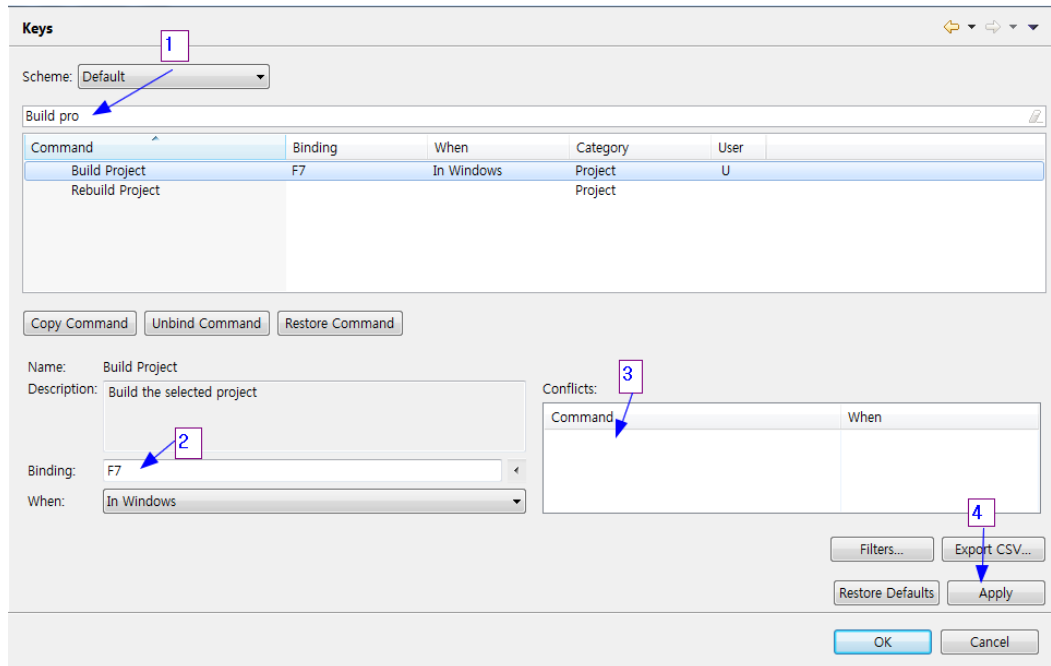 Keys
1
Scheme: Default
Build pro
Command Binding When Category User
Build Project F7 In Windows Project U
Rebuild Project Project
Copy Command Unbind Command Restore Command
Name: Build Project
Description: Build the selected project
3
Conflicts:
Command When
2
Binding: F7
When: In Windows
4
Filters... Export CSV...
Restore Defaults Apply
OK Cancel